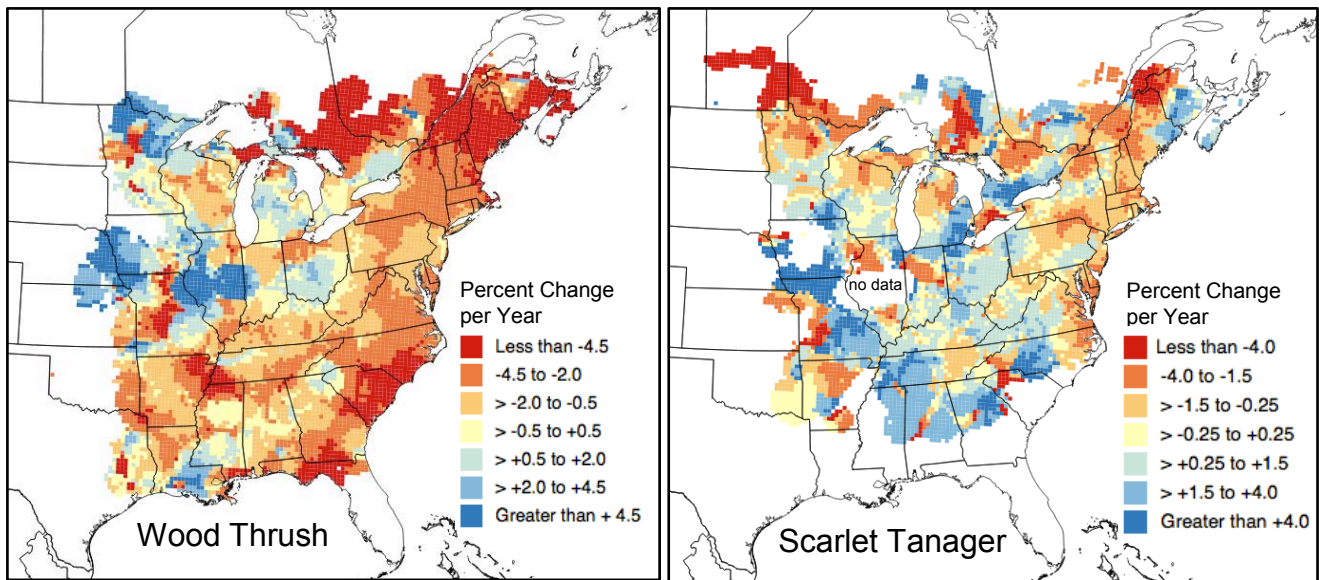 Percent Change
per Year
Less than -4.5
-4.5 to -2.0
> -2.0 to -0.5
> -0.5 to +0.5
> +0.5 to +2.0
> +2.0 to +4.5
Greater than + 4.5
Wood Thrush
no data
Percent Change
per Year
Less than -4.0
-4.0 to -1.5
> -1.5 to -0.25
> -0.25 to +0.25
> +0.25 to +1.5
> +1.5 to +4.0
Greater than +4.0
Scarlet Tanager